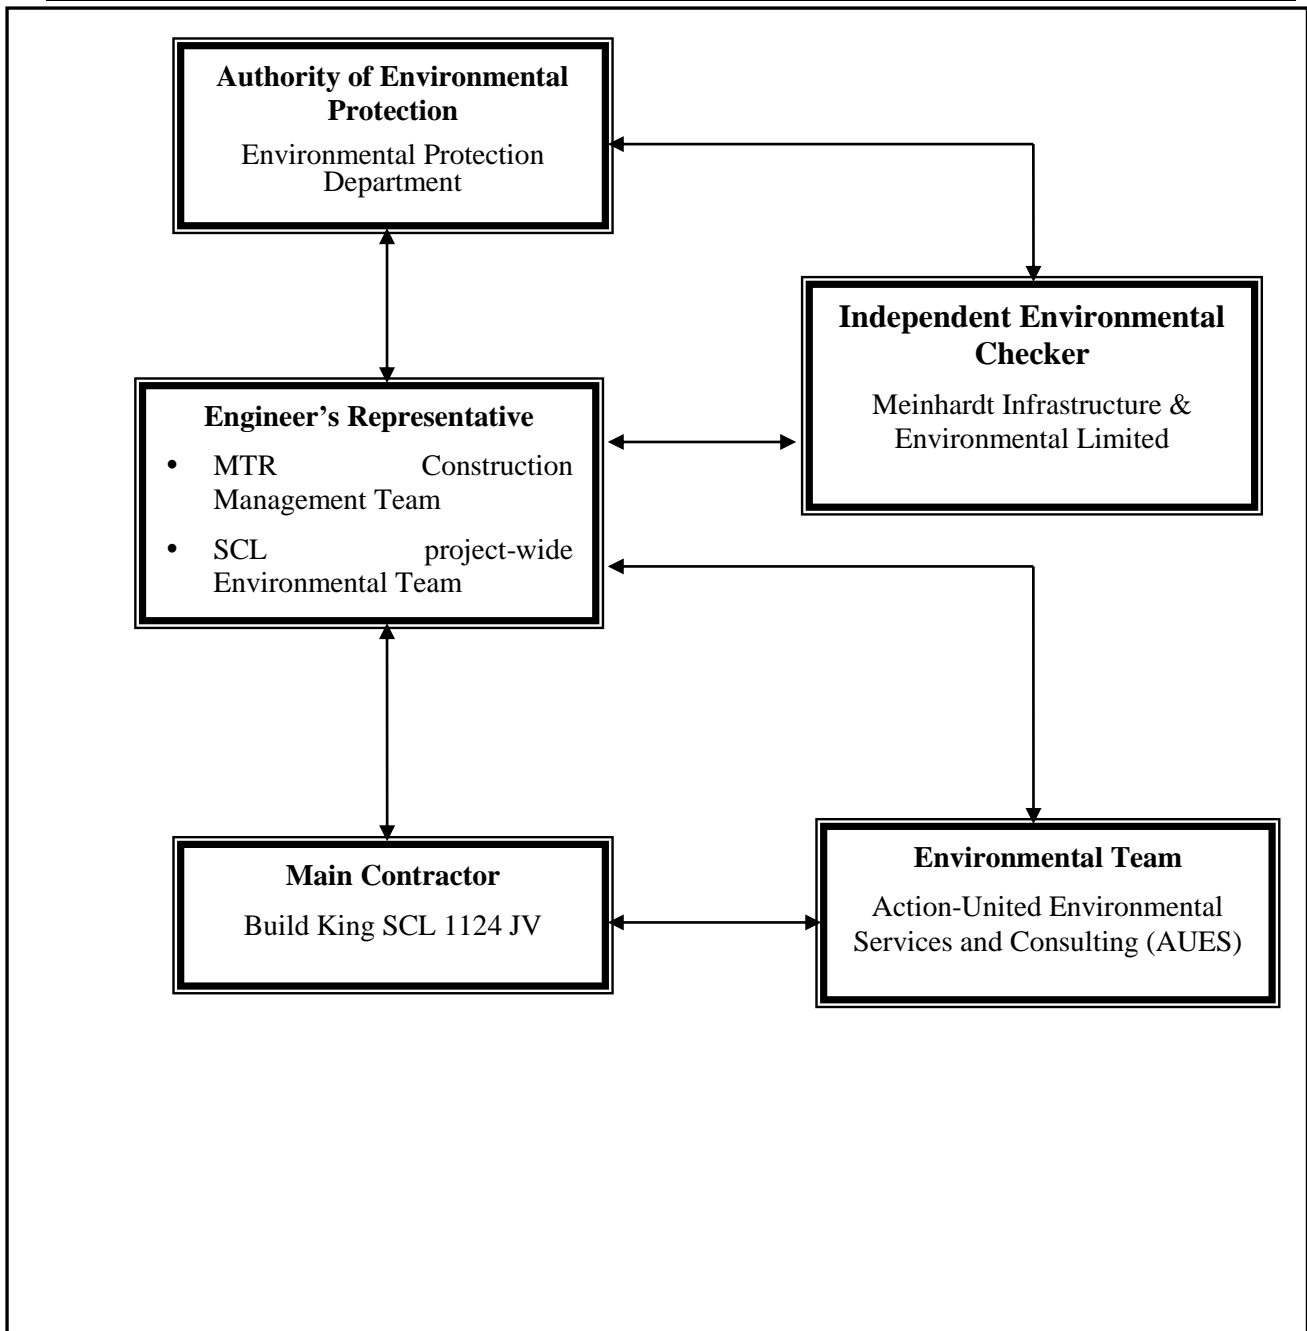 Authority of Environmental
Protection
Environmental Protection
Department
Independent Environmental
Checker
Meinhardt Infrastructure &
Environmental Limited
Engineer’s Representative
• MTR Construction
Management Team
• SCL project-wide
Environmental Team
Main Contractor
Build King SCL 1124 JV
Environmental Team
Action-United Environmental
Services and Consulting (AUES)